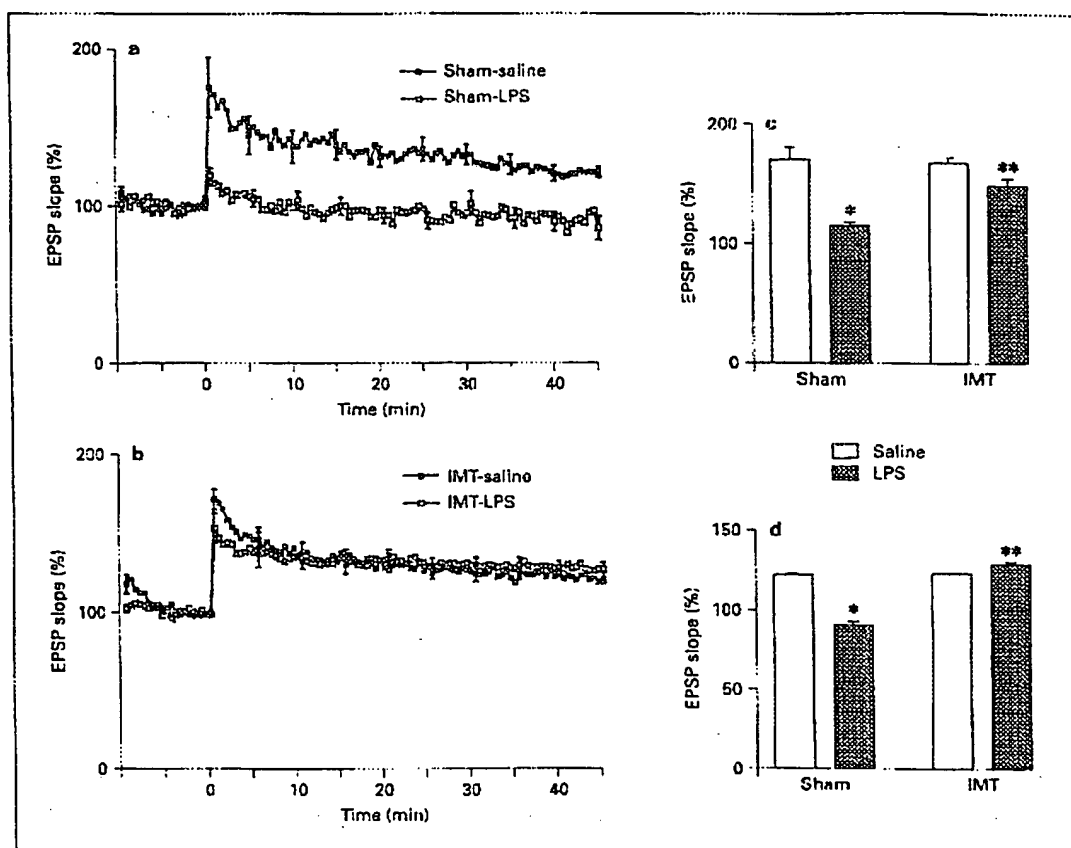 a
200
100
0
EPSP slope (%)
Sham-saline
Sham-LPS
0
10
20
30
40
Time (min)
b
200
100
0
EPSP slope (%)
IMT-saline
IMT-LPS
0
10
20
30
40
Time (min)
c
200
100
0
EPSP slope (%)
*
**
Sham
IMT
Saline
LPS
d
150
100
50
0
EPSP slope (%)
*
**
Sham
IMT